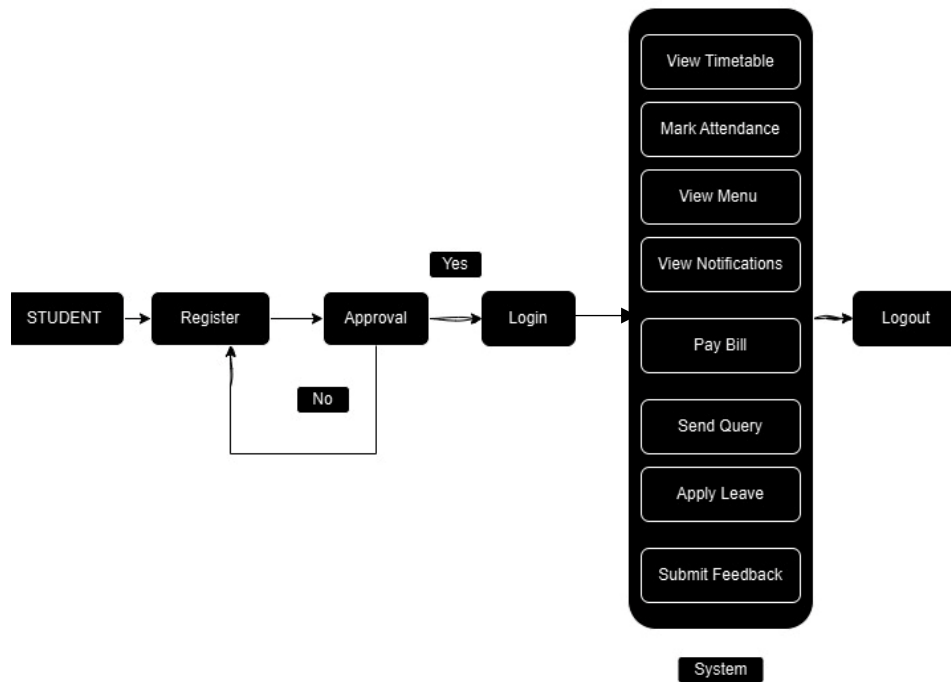 STUDENT
Register
Approval
Yes
No
Login
View Timetable
Mark Attendance
View Menu
View Notifications
Pay Bill
Send Query
Apply Leave
Submit Feedback
System
Logout